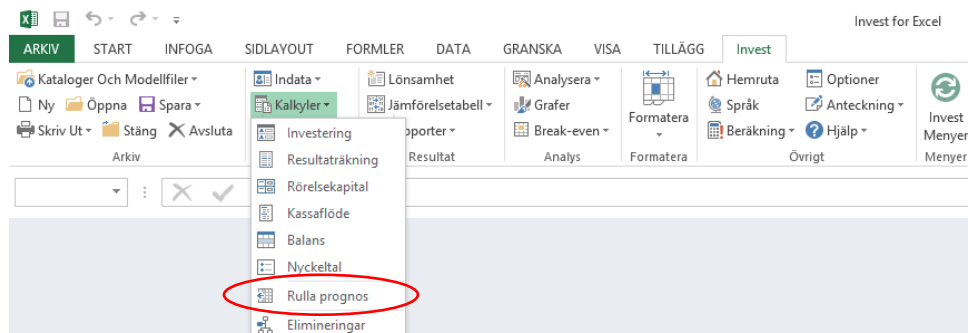 Invest for Excel
ARKIV START INFOGA SIDLAYOUT FORMLER DATA GRANSKA VISA TILLÄGG Invest
Kataloger Och Modellfiler Indata Lönsamhet Analysera Hemruta Optioner
Ny Öppna Spara Kalkyler Jämförelsetabell Grafer Formatera Språk Anteckning Invest Menyer
Skriv Ut Stäng Avsluta pporter Break-even Beräkning Hjälp
Arkiv Resultat Analys Formatera Övrigt Menyer
Investering
Resultaträkning
Rörelsekapital
Kassaflöde
Balans
Nyckeltal
Rulla prognos
Elimineringar